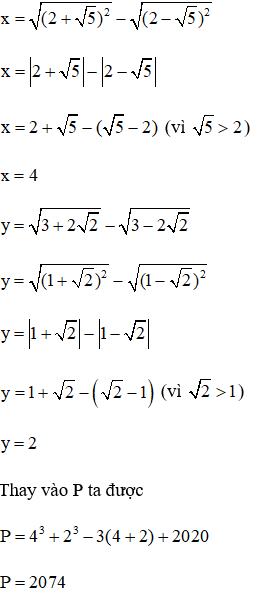 x = √((2 + √5)²) − √((2 − √5)²)
x = |2 + √5| − |2 − √5|
x = 2 + √5 − (√5 − 2) (vì √5 > 2)
x = 4
y = √(3 + 2√2) − √(3 − 2√2)
y = √((1 + √2)²) − √((1 − √2)²)
y = |1 + √2| − |1 − √2|
y = 1 + √2 − (√2 − 1) (vì √2 > 1)
y = 2
Thay vào P ta được
P = 4³ + 2³ − 3(4 + 2) + 2020
P = 2074